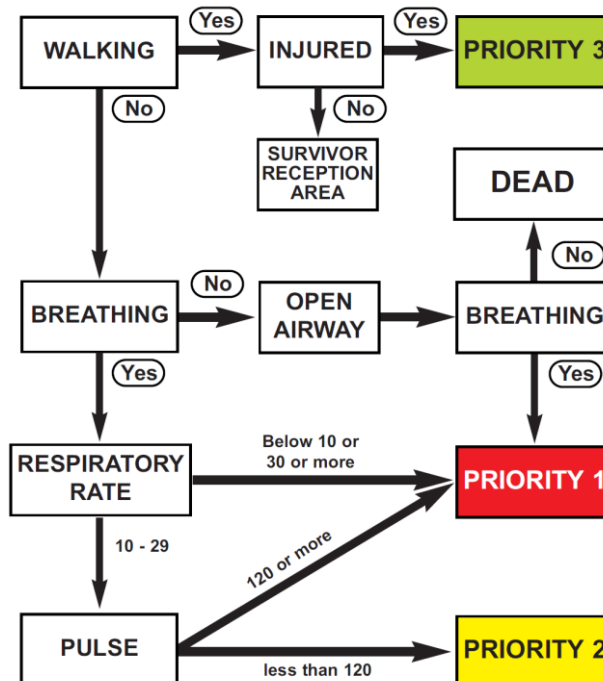 Yes
Yes
WALKING
INJURED
PRIORITY 3
No
No
SURVIVOR
RECEPTION
AREA
DEAD
No
No
BREATHING
OPEN
AIRWAY
BREATHING
Yes
Yes
Below 10 or
30 or more
RESPIRATORY
RATE
PRIORITY 1
10 - 29
120 or more
PULSE
PRIORITY 2
less than 120